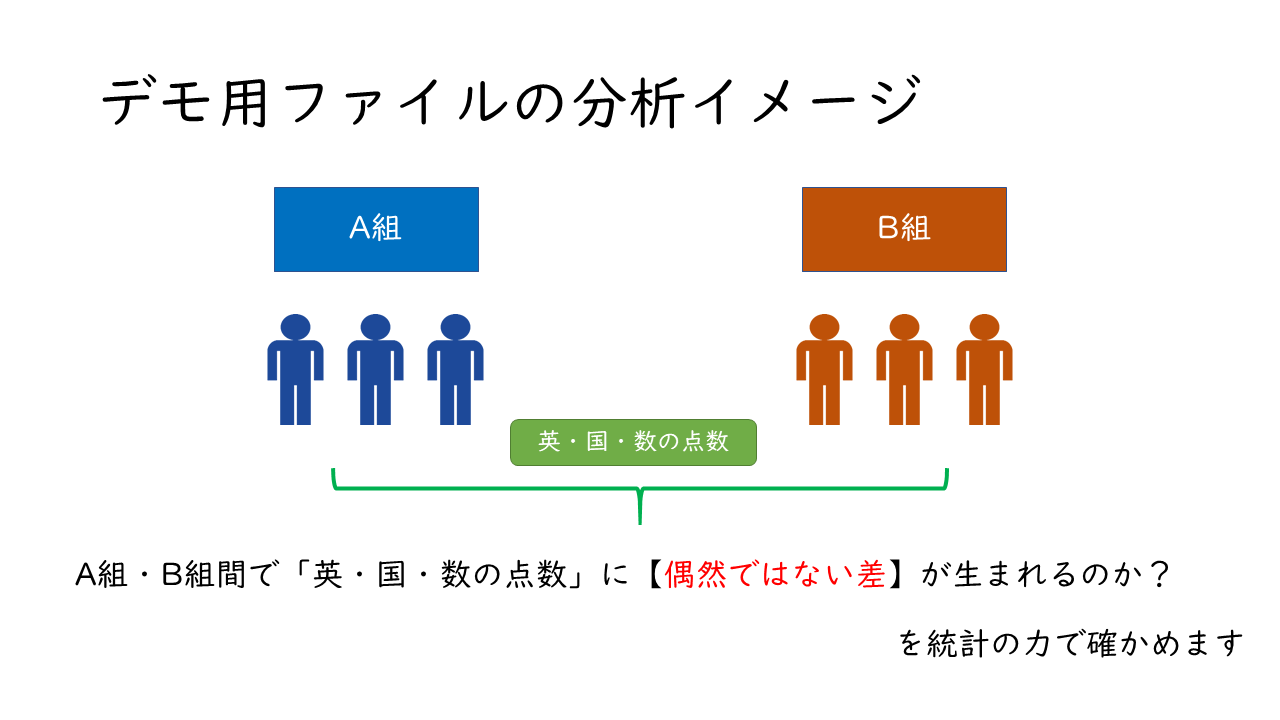 デモ用ファイルの分析イメージ
A組
B組
英・国・数の点数
A組・B組間で「英・国・数の点数」に【偶然ではない差】が生まれるのか？
を統計の力で確かめます